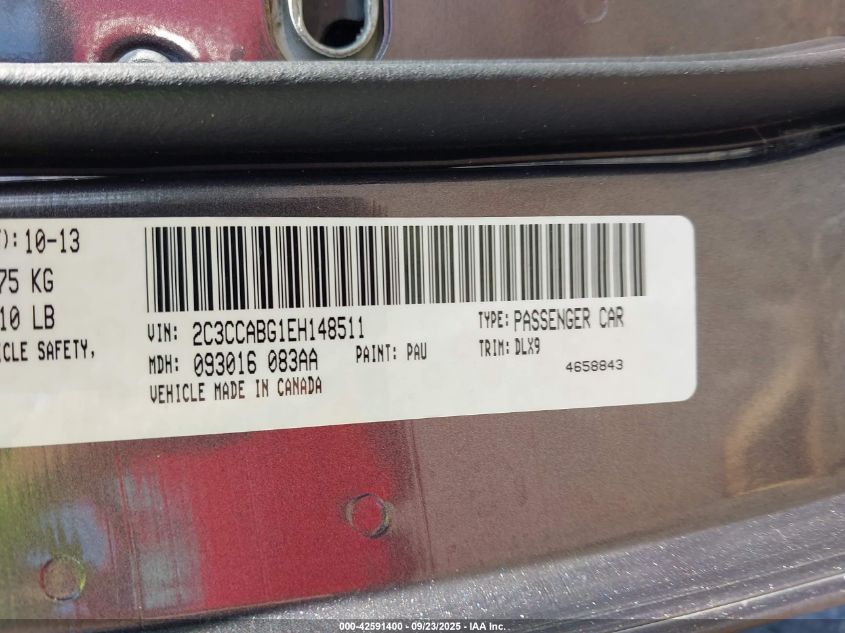 ): 10-13
75 KG
10 LB
ICLE SAFETY,
VIN: 2C3CCABG1EH148511
TYPE: PASSENGER CAR
MDH: 093016 083AA
PAINT: PAU
TRIM: DLX9
4658843
VEHICLE MADE IN CANADA
000-42591400 - 09/23/2025 - IAA Inc.